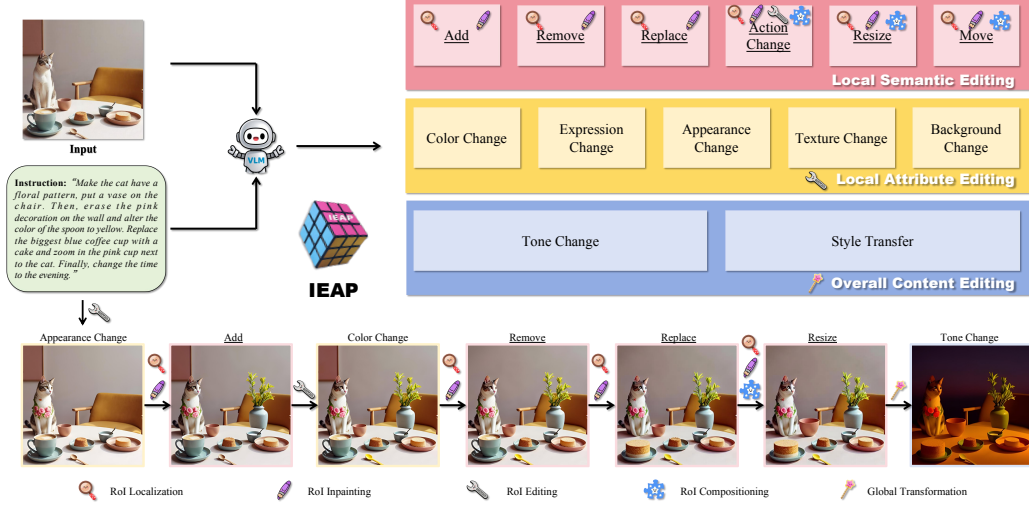 Add
Remove
Replace
Action
Change
Resize
Move
Local Semantic Editing
Input
VLM
Color Change
Expression
Change
Appearance
Change
Texture Change
Background
Change
Local Attribute Editing
Instruction: "Make the cat have a
floral pattern, put a vase on the
chair. Then, erase the pink
decoration on the wall and alter the
color of the spoon to yellow. Replace
the biggest blue coffee cup with a
cake and zoom in the pink cup next
to the cat. Finally, change the time
to the evening."
IEAP
IEAP
Tone Change
Style Transfer
Overall Content Editing
Appearance Change
Add
Color Change
Remove
Replace
Resize
Tone Change
RoI Localization
RoI Inpainting
RoI Editing
RoI Compositioning
Global Transformation